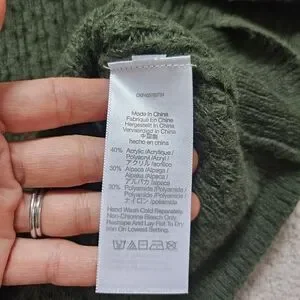 Made in China
Fabriqué En Chine
Hergestellt In China
Vervaardigd In China
中国制
hecho en china
40% Acrylic/Acrylique/
Polyacryl /Acryl /
アクリル /acrílico
30% Alpaca /Alpaga /
Alpaca /Alpaca /
アルパカ /alpaca
30% Polyamide/Polyamide/
Polyamide/Polyamide/
ナイロン /poliamida
Hand Wash Cold Separately
Non-Chlorine Bleach Only
Reshape And Lay Flat To Dry
Iron On Lowest Setting.